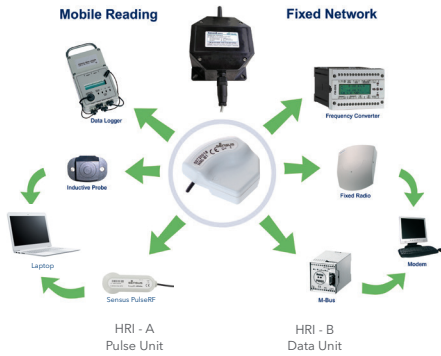 Mobile Reading
Fixed Network
Data Logger
Frequency Converter
Inductive Probe
Fixed Radio
Laptop
Modem
Sensus PulseRF
M-Bus
HRI - A
Pulse Unit
HRI - B
Data Unit